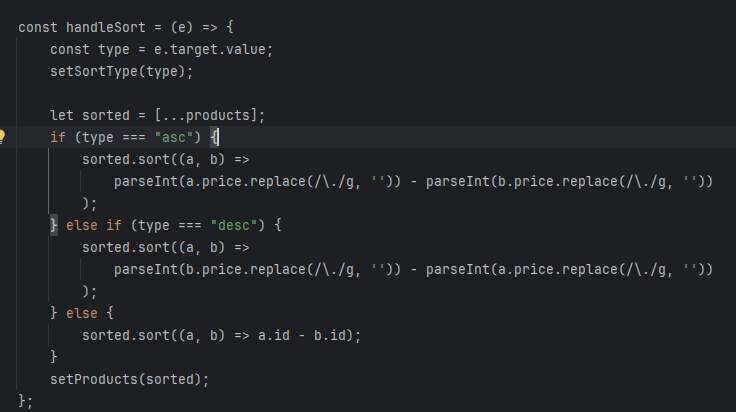 const handleSort = (e) => {
    const type = e.target.value;
    setSortType(type);

    let sorted = [...products];
    if (type === "asc") {
        sorted.sort((a, b) =>
            parseInt(a.price.replace(/\./g, '')) - parseInt(b.price.replace(/\./g, ''))
        );
    } else if (type === "desc") {
        sorted.sort((a, b) =>
            parseInt(b.price.replace(/\./g, '')) - parseInt(a.price.replace(/\./g, ''))
        );
    } else {
        sorted.sort((a, b) => a.id - b.id);
    }
    setProducts(sorted);
};